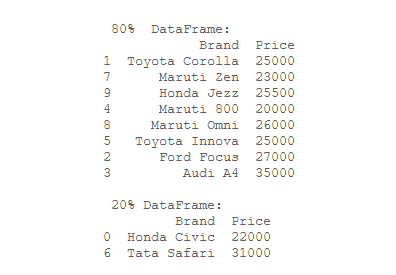 80% DataFrame:
Brand Price
1 Toyota Corolla 25000
7 Maruti Zen 23000
9 Honda Jezz 25500
4 Maruti 800 20000
8 Maruti Omni 26000
5 Toyota Innova 25000
2 Ford Focus 27000
3 Audi A4 35000
20% DataFrame:
Brand Price
0 Honda Civic 22000
6 Tata Safari 31000